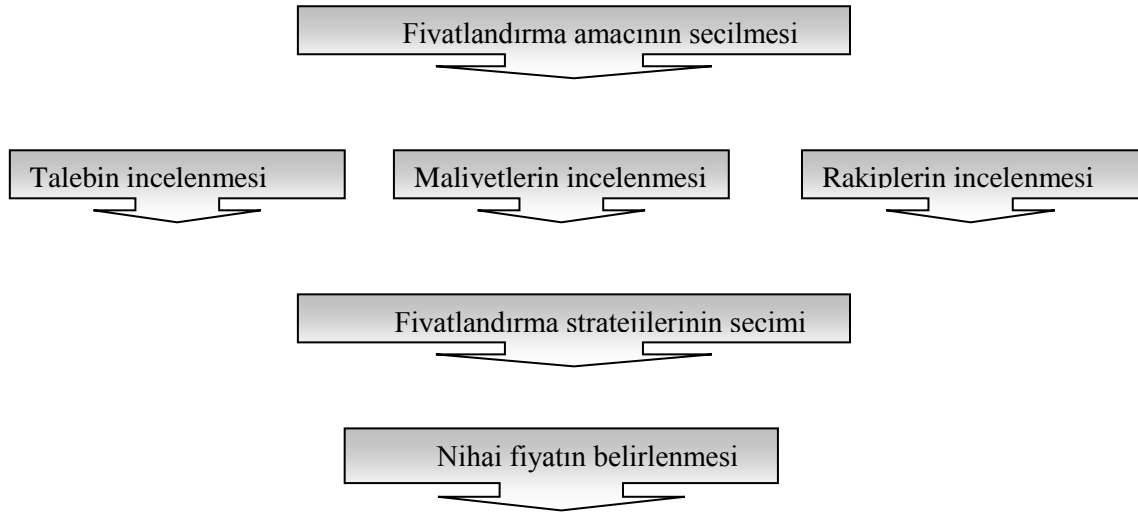 Fiyatlandırma amacının seçilmesi
Talebin incelenmesi
Maliyetlerin incelenmesi
Rakiplerin incelenmesi
Fiyatlandırma stratejilerinin seçimi
Nihai fiyatın belirlenmesi